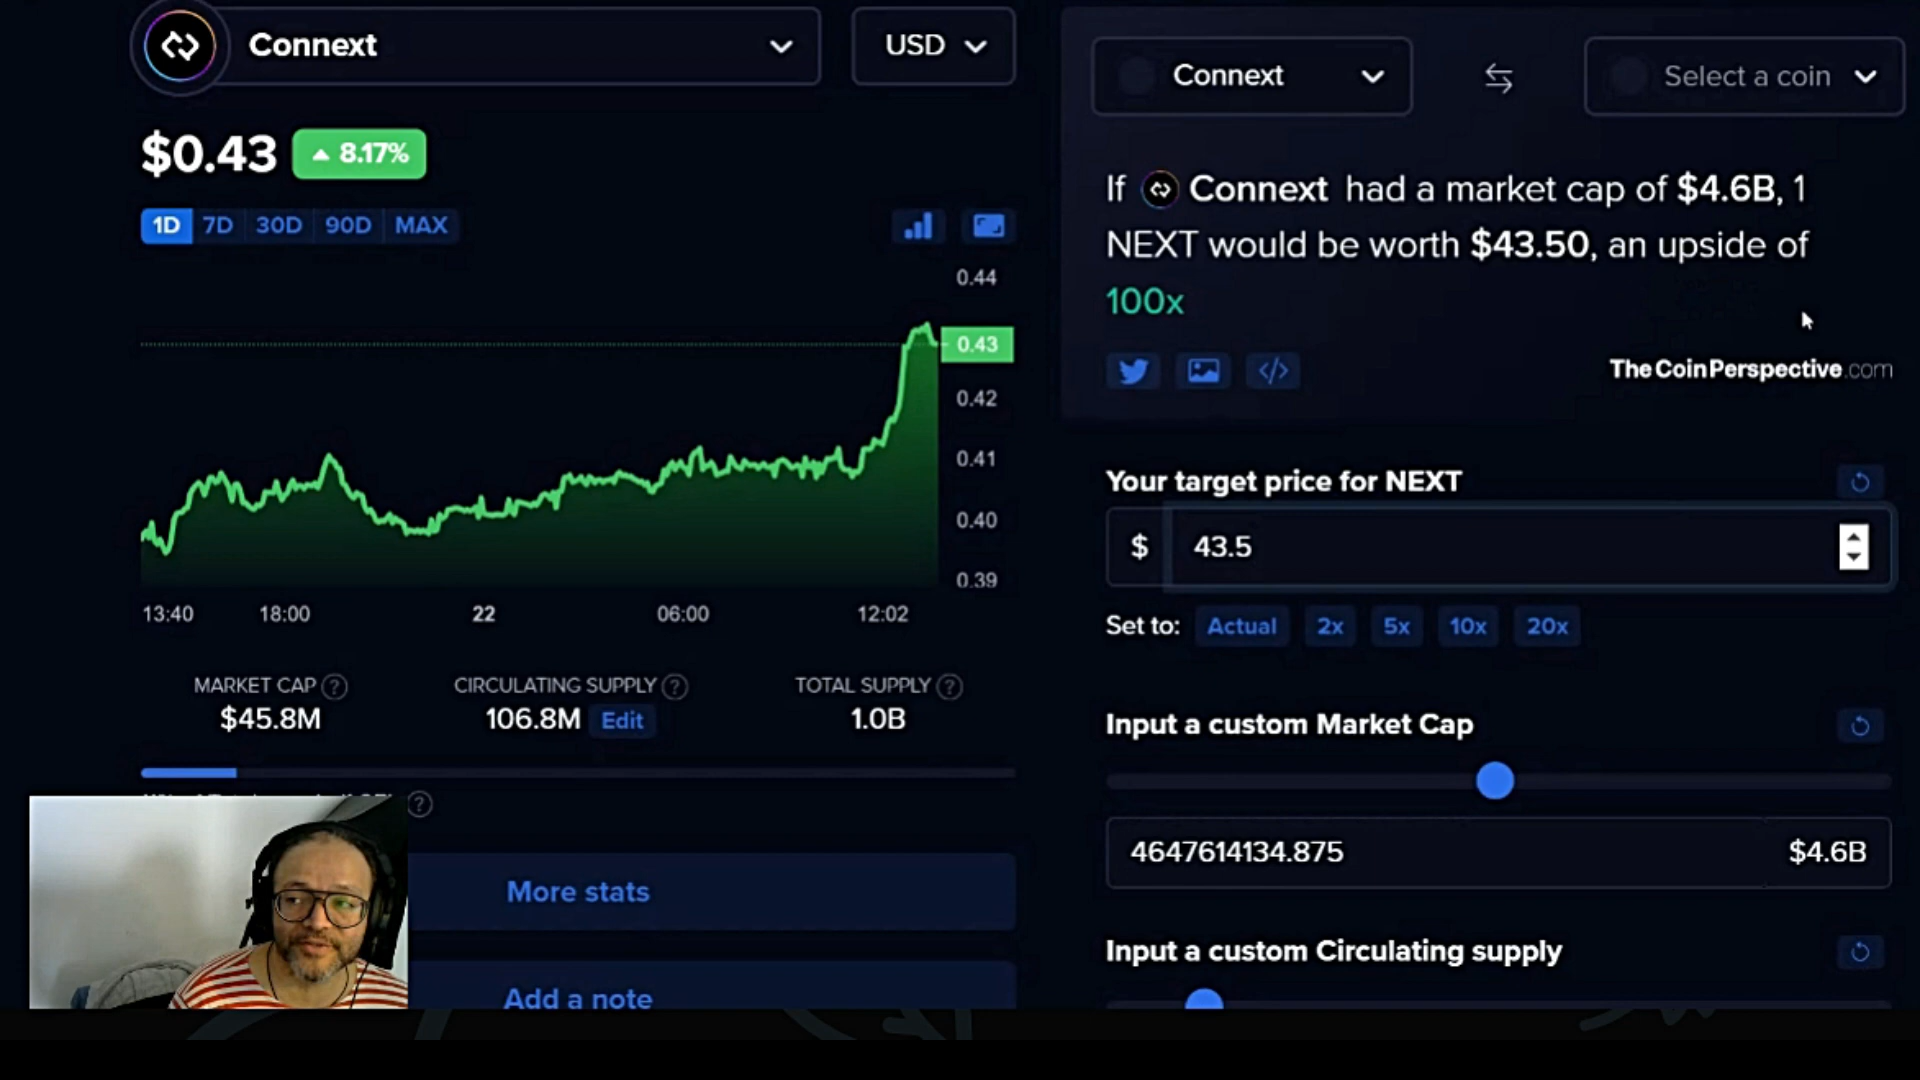 Connext
USD
$0.43
8.17%
1D 7D 30D 90D MAX
0.44
0.43
0.42
0.41
0.40
0.39
13:40 18:00 22 06:00 12:02
MARKET CAP ? CIRCULATING SUPPLY ? TOTAL SUPPLY ?
$45.8M 106.8M Edit 1.0B
?
More stats
Add a note
Connext
Select a coin
If Connext had a market cap of $4.6B, 1
NEXT would be worth $43.50, an upside of
100x
TheCoinPerspective.com
Your target price for NEXT
$ 43.5
Set to: Actual 2x 5x 10x 20x
Input a custom Market Cap
4647614134.875 $4.6B
Input a custom Circulating supply